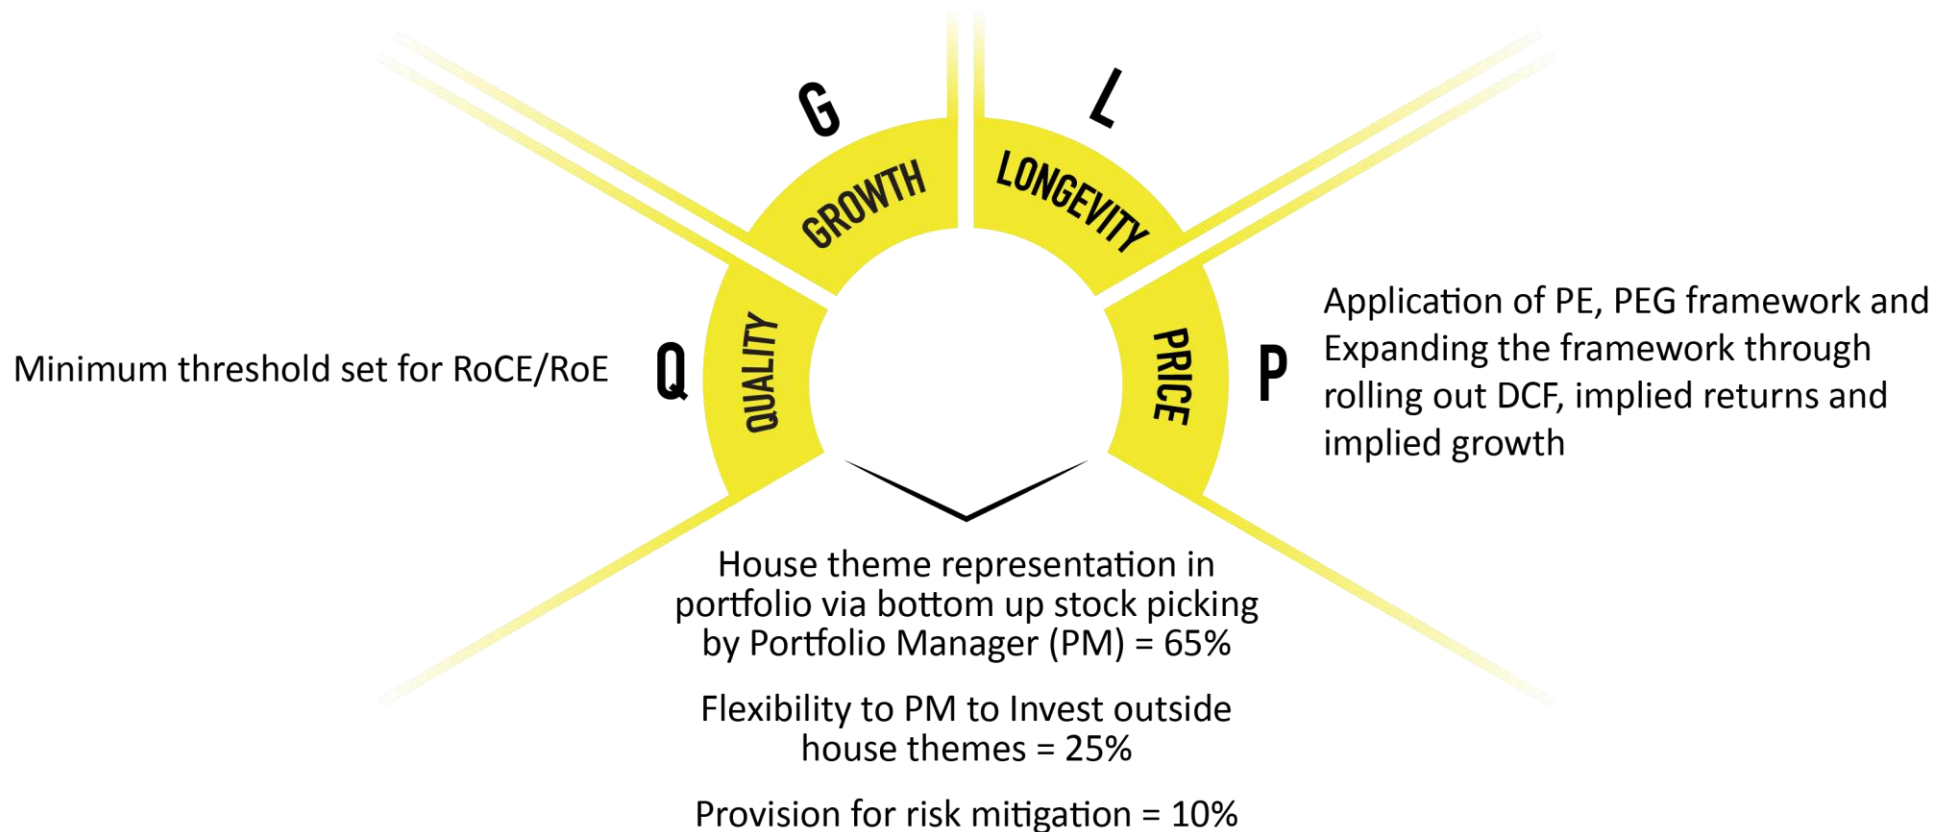 G
L
GROWTH
LONGEVITY
QUALITY
PRICE
Q
P
Minimum threshold set for RoCE/RoE
Application of PE, PEG framework and
Expanding the framework through
rolling out DCF, implied returns and
implied growth
House theme representation in
portfolio via bottom up stock picking
by Portfolio Manager (PM) = 65%
Flexibility to PM to Invest outside
house themes = 25%
Provision for risk mitigation = 10%